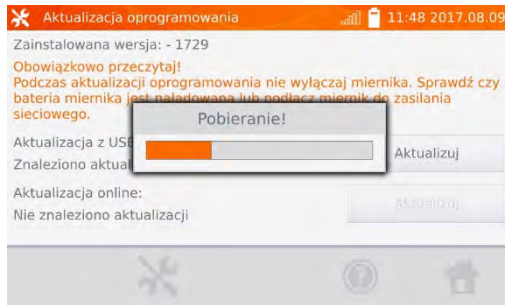 Aktualizacja oprogramowania 11:48 2017.08.09
Zainstalowana wersja: - 1729
Obowiązkowo przeczytaj!
Podczas aktualizacji oprogramowania nie wyłączaj miernika. Sprawdź czy
bateria miernika jest naładowana lub podłącz miernik do zasilania
sieciowego.
Pobieranie!
Aktualizacja z USB
Aktualizuj
Znaleziono aktual
Aktualizacja online:
Aktualizuj
Nie znaleziono aktualizacji